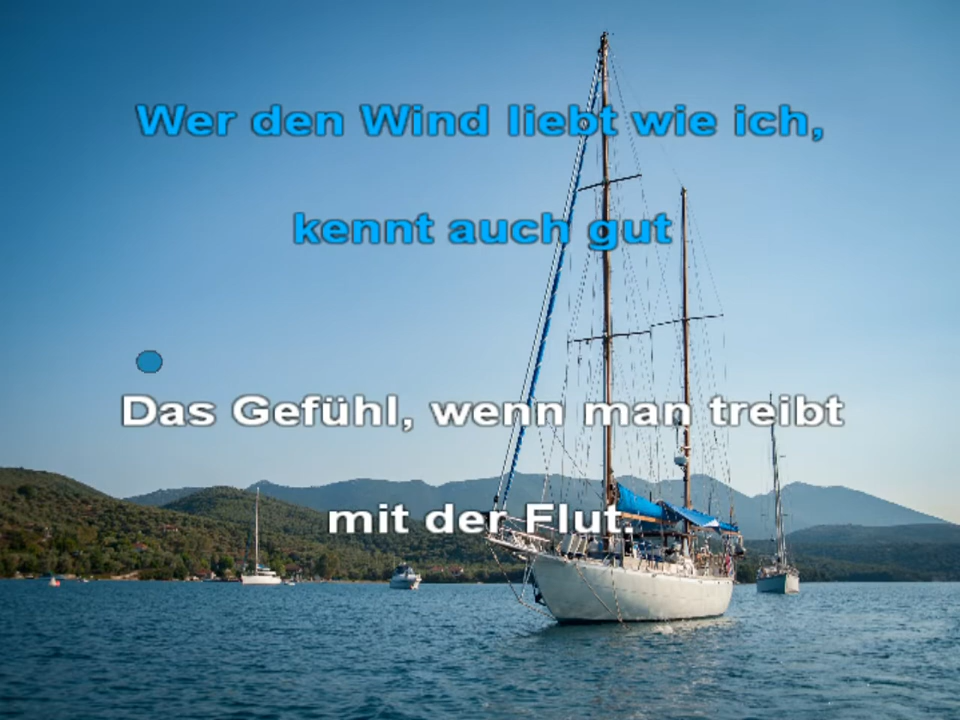 Wer den Wind liebt wie ich,
kennt auch gut
Das Gefühl, wenn man treibt
mit der Flut.